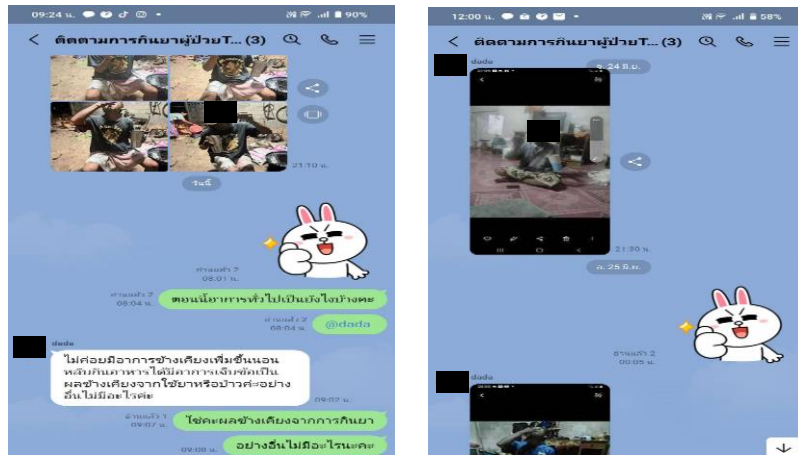 09:24 น.
90%
ติดตามการกินยาผู้ป่วยT... (3)
21:10 น.
วันนี้
อ่านแล้ว 2
08:01 น.
อ่านแล้ว 2
08:04 น.
ตอนนี้อาการทั่วไปเป็นยังไงบ้างคะ
อ่านแล้ว 2
08:04 น.
@dada
dada
ไม่ค่อยมีอาการข้างเคียงเพิ่มขึ้นนอน
หลับกินอาหารได้มีอาการเจ็บข้อเป็น
ผลข้างเคียงจากใช้ยาหรือป่าวค่ะอย่าง
อื่นไม่มีอะไรค่ะ
09:02 น.
อ่านแล้ว 1
09:07 น.
ใช่คะผลข้างเคียงจากการกินยา
09:08 น.
อย่างอื่นไม่มีอะไรนะคะ
12:00 น.
58%
ติดตามการกินยาผู้ป่วยT... (3)
dada
24 มิ.ย.
21:30 น.
อ. 25 มิ.ย.
อ่านแล้ว 2
00:05 น.
dada